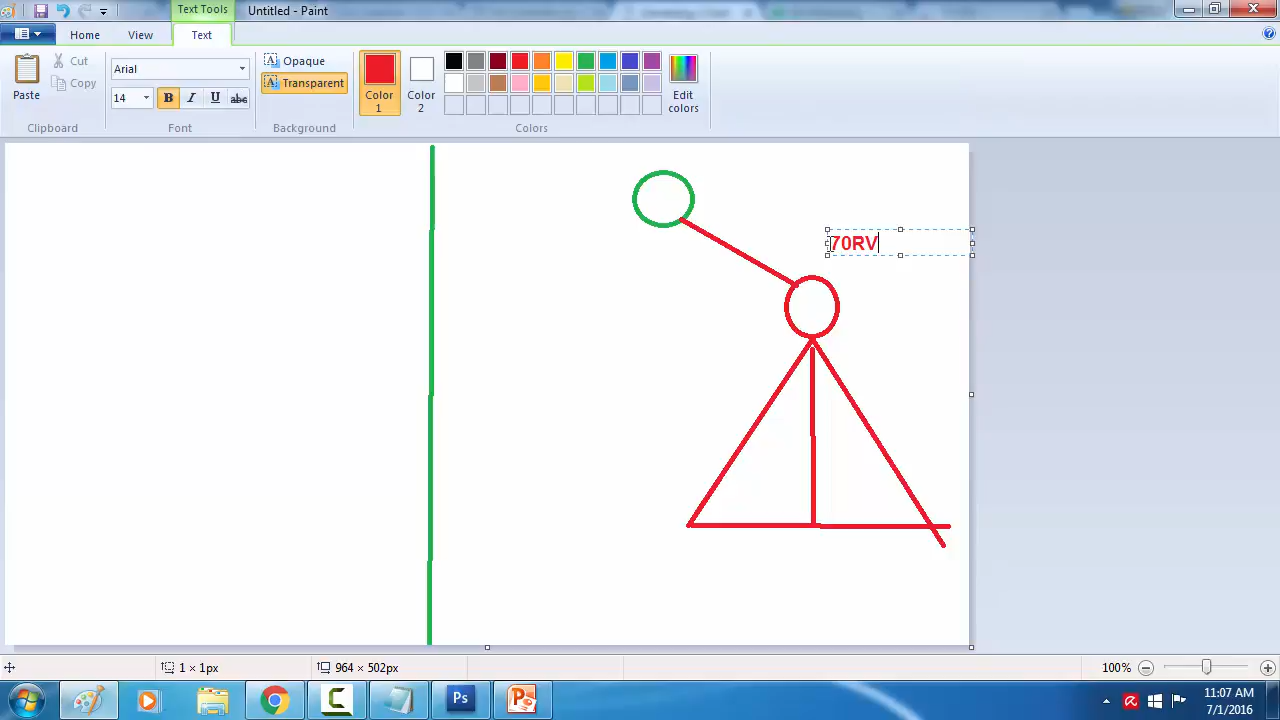 Text Tools
Untitled - Paint
Home
View
Text
Paste
Cut
Copy
Clipboard
Arial
14
B
I
U
abc
Font
A Opaque
A Transparent
Background
Color 1
Color 2
Edit colors
Colors
70RV
1 × 1px
964 × 502px
100%
Ps
P
C
11:07 AM
7/1/2016